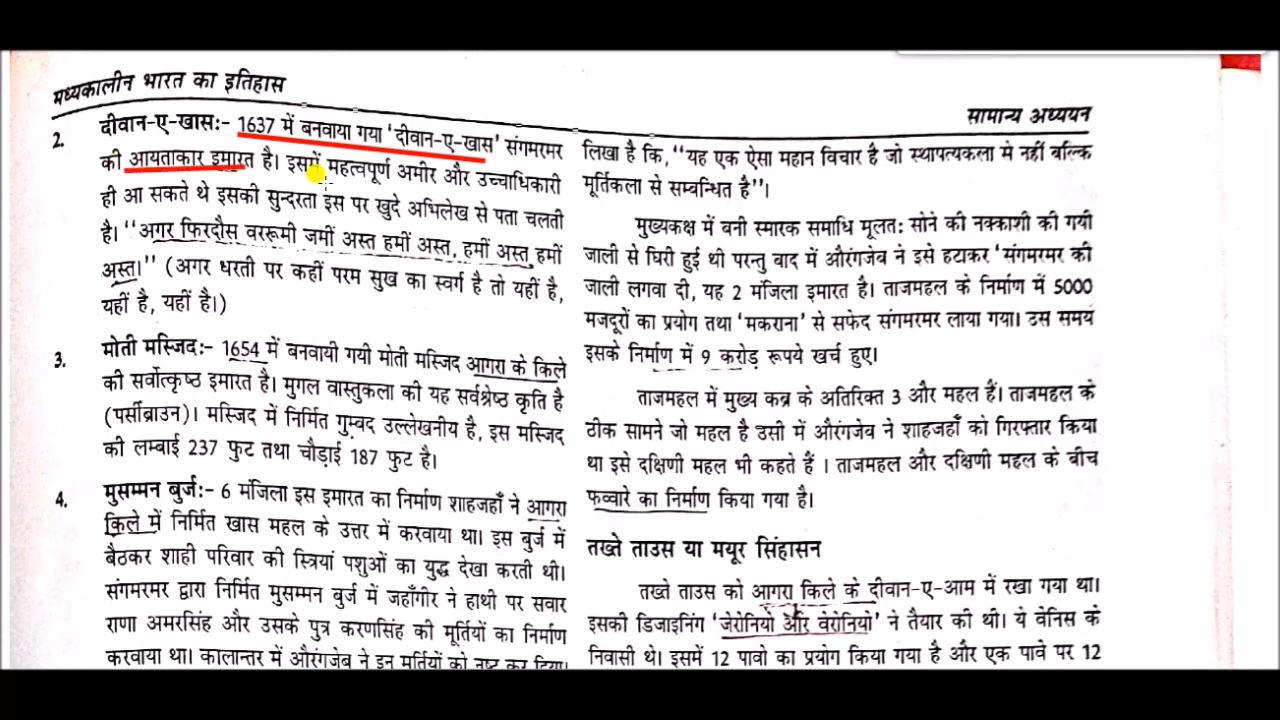 मध्यकालीन भारत का इतिहास
सामान्य अध्ययन
2. दीवान-ए-खास:- 1637 में बनवाया गया 'दीवान-ए-खास' संगमरमर
की आयताकार इमारत है। इसमें महत्वपूर्ण अमीर और उच्चाधिकारी
ही आ सकते थे इसकी सुन्दरता इस पर खुदे अभिलेख से पता चलती
है। "अगर फिरदौस वररूमी जमीं अस्त हमीं अस्त, हमीं अस्त हमीं
अस्त।" (अगर धरती पर कहीं परम सुख का स्वर्ग है तो यहीं है,
यहीं है, यहीं है।)
3. मोती मस्जिद:- 1654 में बनवायी गयी मोती मस्जिद आगरा के किले
की सर्वोत्कृष्ठ इमारत है। मुगल वास्तुकला की यह सर्वश्रेष्ठ कृति है
(पर्सीब्राउन)। मस्जिद में निर्मित गुम्वद उल्लेखनीय है, इस मस्जिद
की लम्बाई 237 फुट तथा चौड़ाई 187 फुट है।
4. मुसम्मन बुर्ज:- 6 मंजिला इस इमारत का निर्माण शाहजहाँ ने आगरा
किले में निर्मित खास महल के उत्तर में करवाया था। इस बुर्ज में
बैठकर शाही परिवार की स्त्रियां पशुओं का युद्ध देखा करती थी।
संगमरमर द्वारा निर्मित मुसम्मन बुर्ज में जहाँगीर ने हाथी पर सवार
राणा अमरसिंह और उसके पुत्र करणसिंह की मूर्तियों का निर्माण
करवाया था। कालान्तर में औरंगजेब ने इन मूर्तियों को नष्ट कर दिया।
लिखा है कि, "यह एक ऐसा महान विचार है जो स्थापत्यकला मे नहीं बल्कि
मूर्तिकला से सम्वन्धित है"।
मुख्यकक्ष में बनी स्मारक समाधि मूलत: सोने की नक्काशी की गयी
जाली से घिरी हुई थी परन्तु वाद में औरंगजेव ने इसे हटाकर 'संगमरमर की
जाली लगवा दी, यह 2 मंजिला इमारत है। ताजमहल के निर्माण में 5000
मजदूरों का प्रयोग तथा 'मकराना' से सफेद संगमरमर लाया गया। उस समय
इसके निर्माण में 9 करोड़ रूपये खर्च हुए।
ताजमहल में मुख्य कब्र के अतिरिक्त 3 और महल हैं। ताजमहल के
ठीक सामने जो महल है उसी में औरंगजेब ने शाहजहाँ को गिरफ्तार किया
था इसे दक्षिणी महल भी कहते हैं । ताजमहल और दक्षिणी महल के बीच
फव्वारे का निर्माण किया गया है।
तख्ते ताउस या मयूर सिंहासन
तख्ते ताउस को आगरा किले के दीवान-ए-आम में रखा गया था।
इसकी डिजाइनिंग 'जेरोनियो और वेरोनियो' ने तैयार की थी। ये वेनिस के
निवासी थे। इसमें 12 पावो का प्रयोग किया गया है और एक पावे पर 12